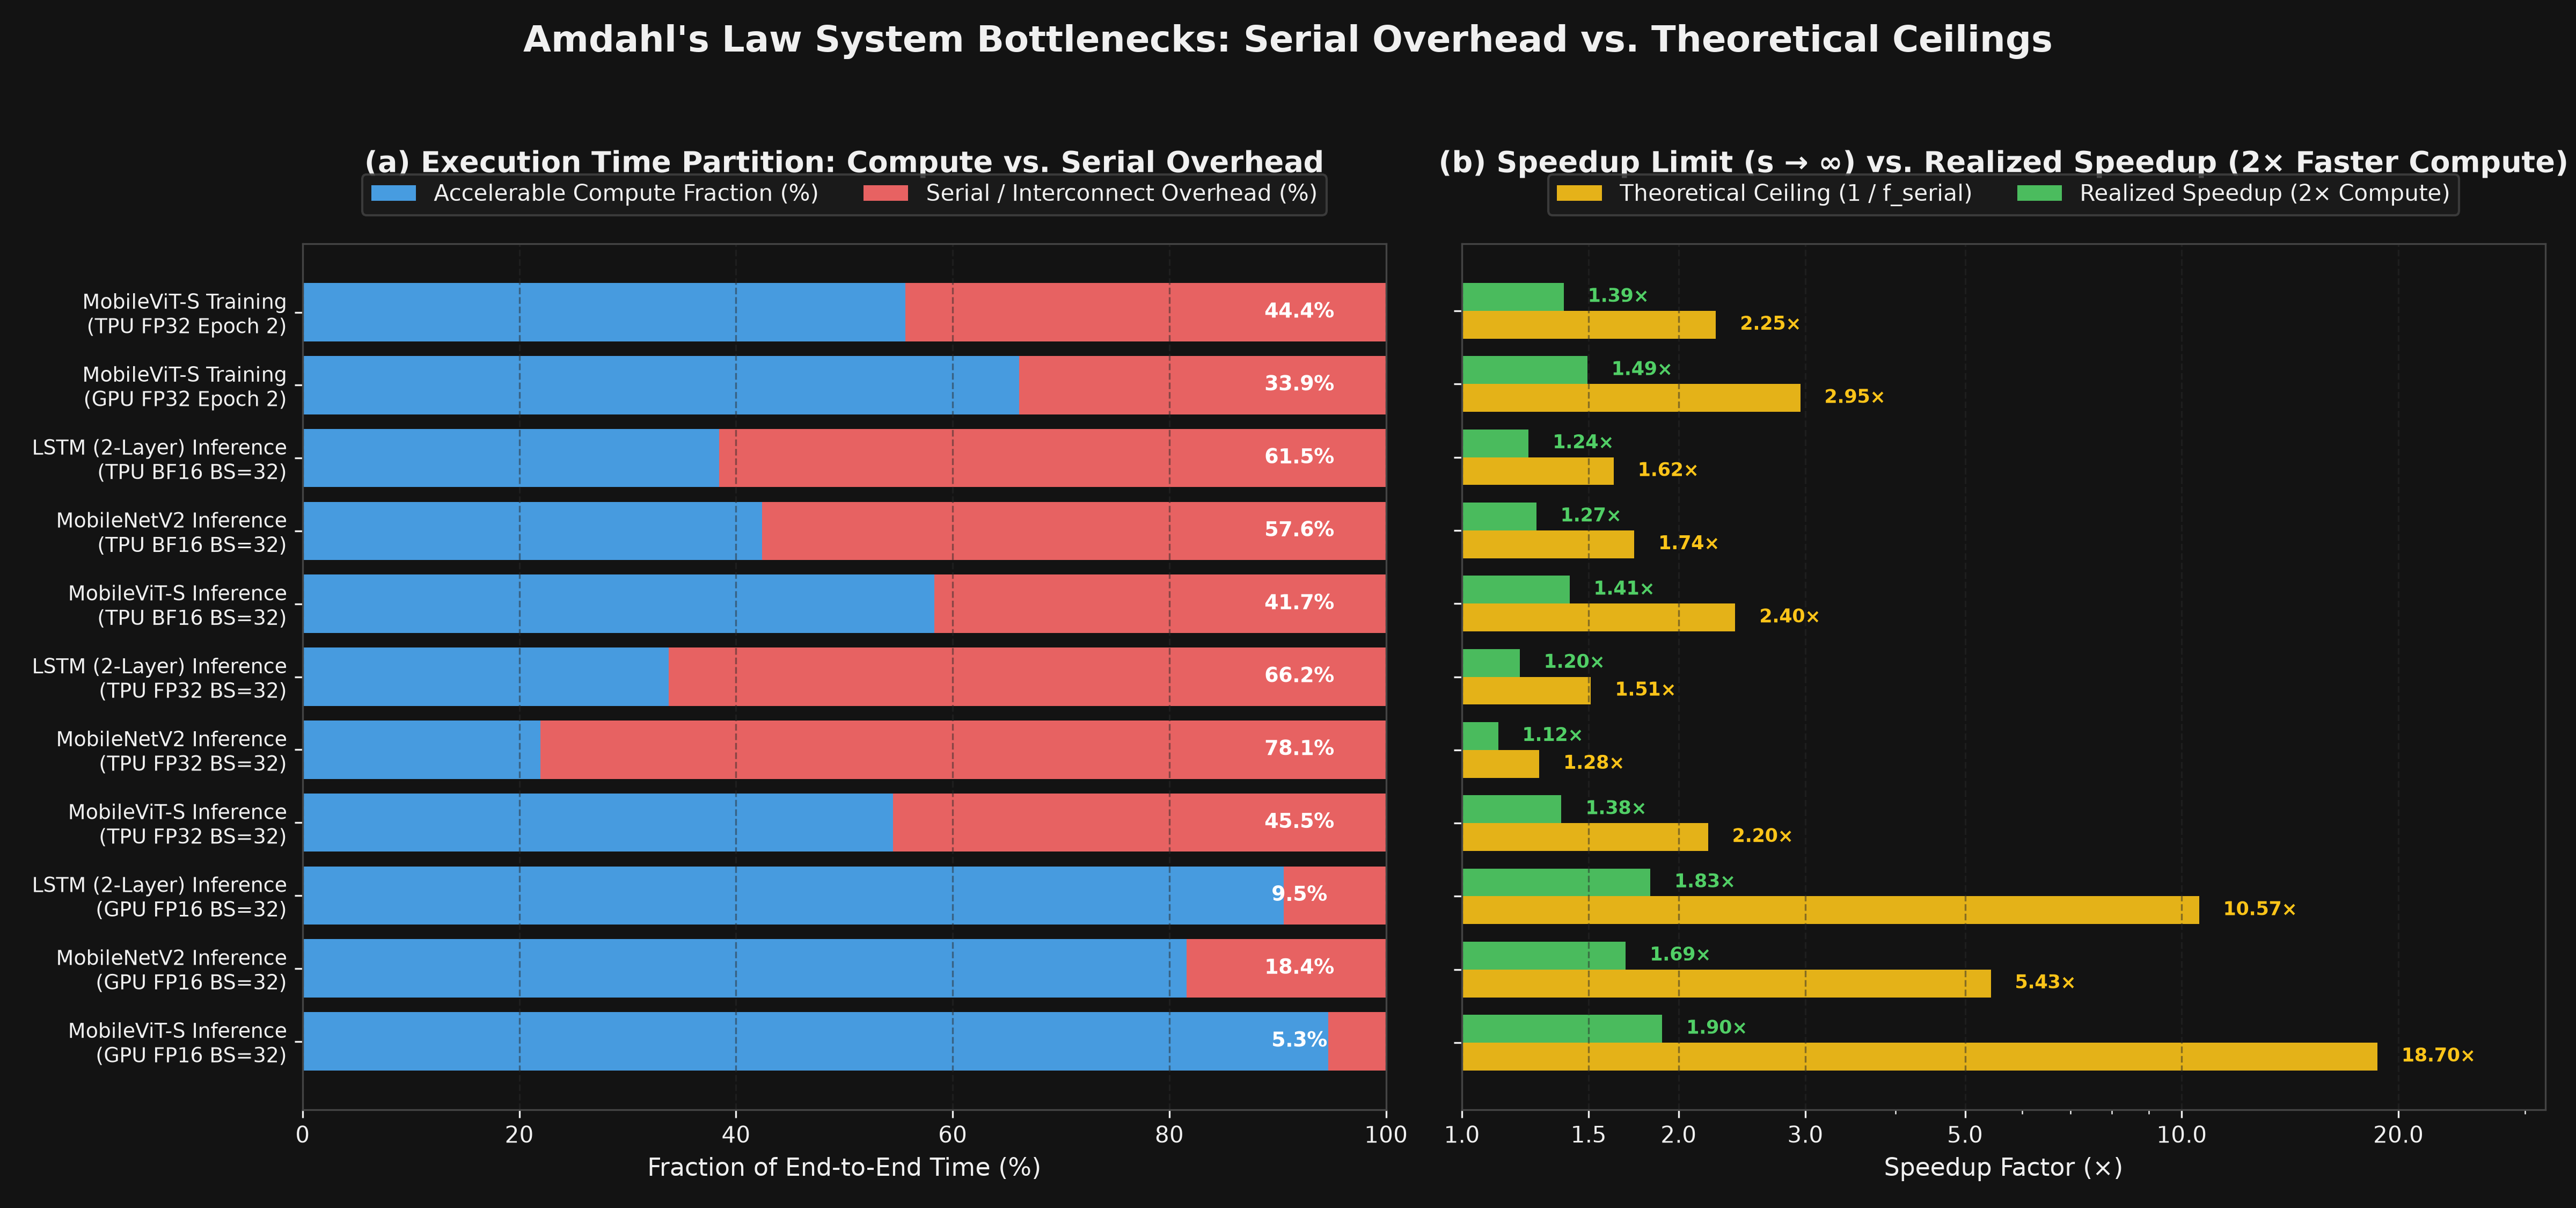 Amdahl's Law System Bottlenecks: Serial Overhead vs. Theoretical Ceilings
(a) Execution Time Partition: Compute vs. Serial Overhead
Accelerable Compute Fraction (%)
Serial / Interconnect Overhead (%)
MobileViT-S Training
(TPU FP32 Epoch 2)
44.4%
MobileViT-S Training
(GPU FP32 Epoch 2)
33.9%
LSTM (2-Layer) Inference
(TPU BF16 BS=32)
61.5%
MobileNetV2 Inference
(TPU BF16 BS=32)
57.6%
MobileViT-S Inference
(TPU BF16 BS=32)
41.7%
LSTM (2-Layer) Inference
(TPU FP32 BS=32)
66.2%
MobileNetV2 Inference
(TPU FP32 BS=32)
78.1%
MobileViT-S Inference
(TPU FP32 BS=32)
45.5%
LSTM (2-Layer) Inference
(GPU FP16 BS=32)
9.5%
MobileNetV2 Inference
(GPU FP16 BS=32)
18.4%
MobileViT-S Inference
(GPU FP16 BS=32)
5.3%
0 20 40 60 80 100
Fraction of End-to-End Time (%)
(b) Speedup Limit (s → ∞) vs. Realized Speedup (2× Faster Compute)
Theoretical Ceiling (1 / f_serial)
Realized Speedup (2× Compute)
1.39×
2.25×
1.49×
2.95×
1.24×
1.62×
1.27×
1.74×
1.41×
2.40×
1.20×
1.51×
1.12×
1.28×
1.38×
2.20×
1.83×
10.57×
1.69×
5.43×
1.90×
18.70×
1.0 1.5 2.0 3.0 5.0 10.0 20.0
Speedup Factor (×)